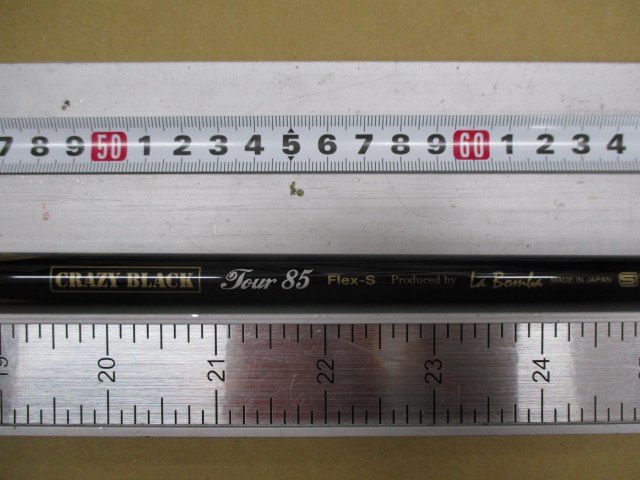 7 8 9 50 1 2 3 4 5 6 7 8 9 60 1 2 3 4
CRAZY BLACK Tour 85 Flex-S Produced by La Bomba MADE IN JAPAN S
19 20 21 22 23 24